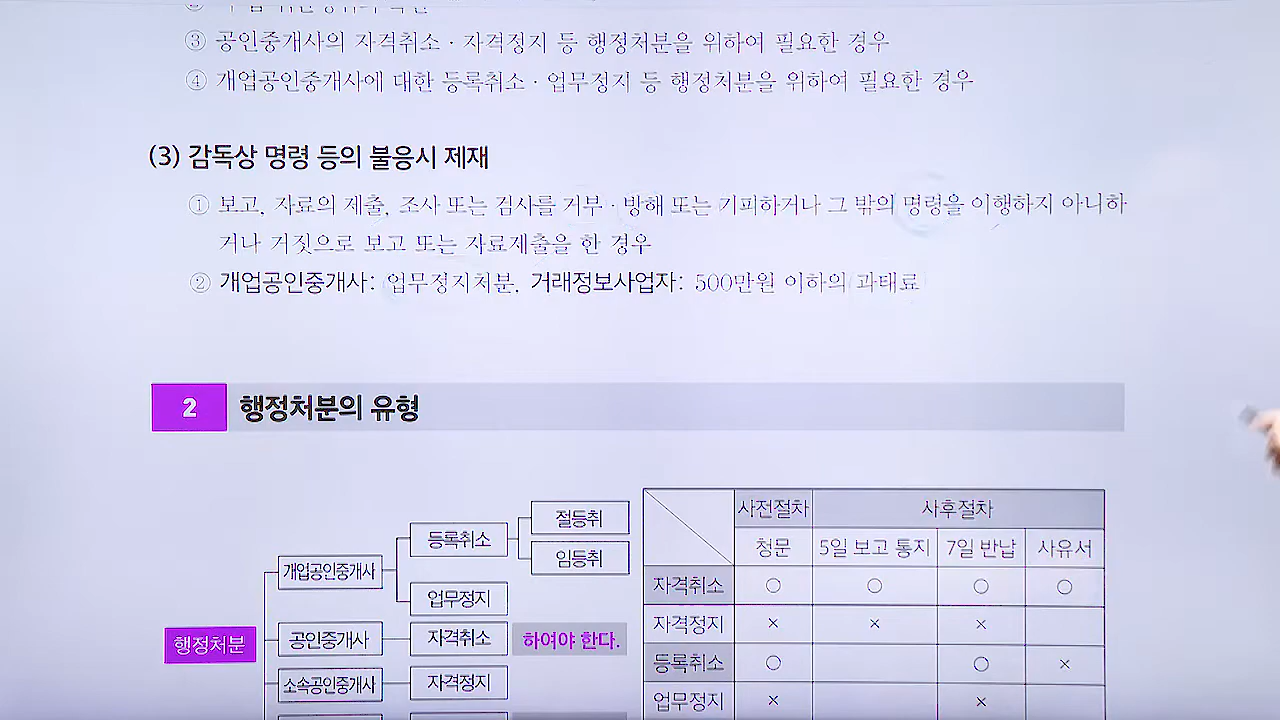 ③ 공인중개사의 자격취소 · 자격정지 등 행정처분을 위하여 필요한 경우
④ 개업공인중개사에 대한 등록취소 · 업무정지 등 행정처분을 위하여 필요한 경우
(3) 감독상 명령 등의 불응시 제재
① 보고, 자료의 제출, 조사 또는 검사를 거부 · 방해 또는 기피하거나 그 밖의 명령을 이행하지 아니하
거나 거짓으로 보고 또는 자료제출을 한 경우
② 개업공인중개사: 업무정지처분, 거래정보사업자: 500만원 이하의 과태료
2 행정처분의 유형
행정처분
개업공인중개사
등록취소
절등취
임등취
업무정지
공인중개사
자격취소
하여야 한다.
소속공인중개사
자격정지
사전절차 사후절차
청문 5일 보고 통지 7일 반납 사유서
자격취소 ○ ○ ○ ○
자격정지 × × ×
등록취소 ○ ○ ×
업무정지 × ×